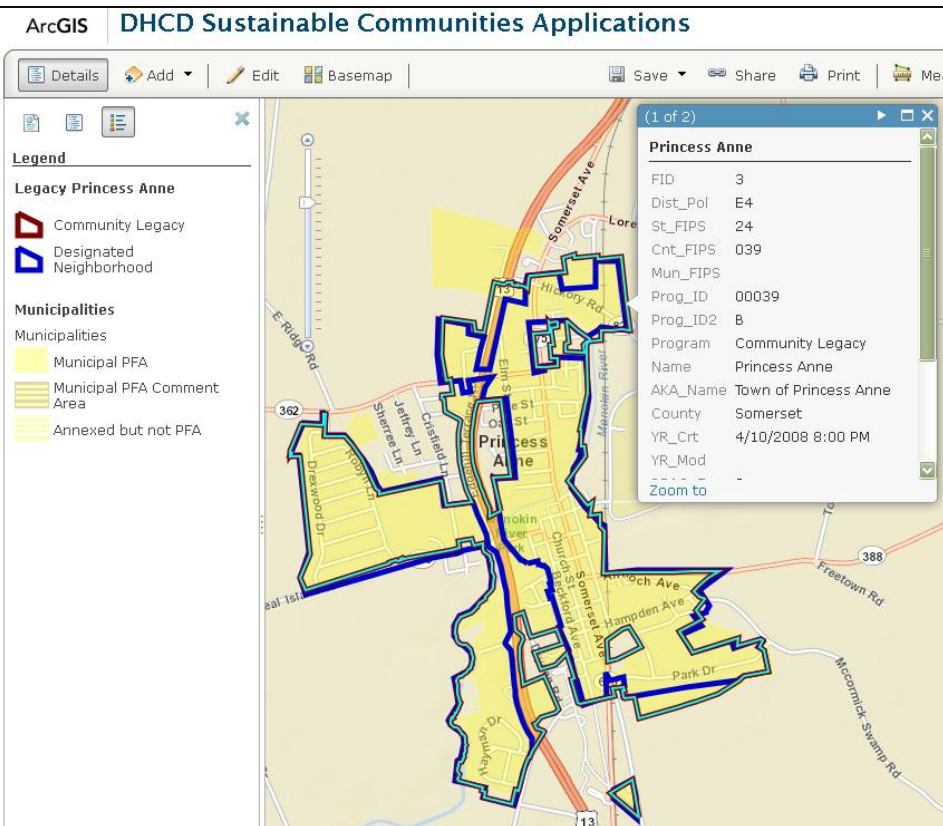 ArcGIS DHCD Sustainable Communities Applications
Details Add Edit Basemap Save Share Print
Legend
Legacy Princess Anne
Community Legacy
Designated
Neighborhood
Municipalities
Municipalities
Municipal PFA
Municipal PFA Comment
Area
Annexed but not PFA
(1 of 2)
Princess Anne
FID 3
Dist_Pol E4
St_FIPS 24
Cnt_FIPS 039
Mun_FIPS
Prog_ID 00039
Prog_ID2 B
Program Community Legacy
Name Princess Anne
AKA_Name Town of Princess Anne
County Somerset
YR_Crt 4/10/2008 8:00 PM
YR_Mod
Zoom to
Somerset Ave
13
Hickory Rd
E Ridge Rd
362
Elm St
Sherree Ln
Jeffrey Ln
Crisfield Ln
Princess
Anne
Manokin River
Robyn Ln
Drexwood Dr
River
388
Freetown Rd
Church St
Beckford Ave
Somerset Ave
Hampden Ave
Park Dr
Mccormick Swamp Rd
Hayman Dr
13